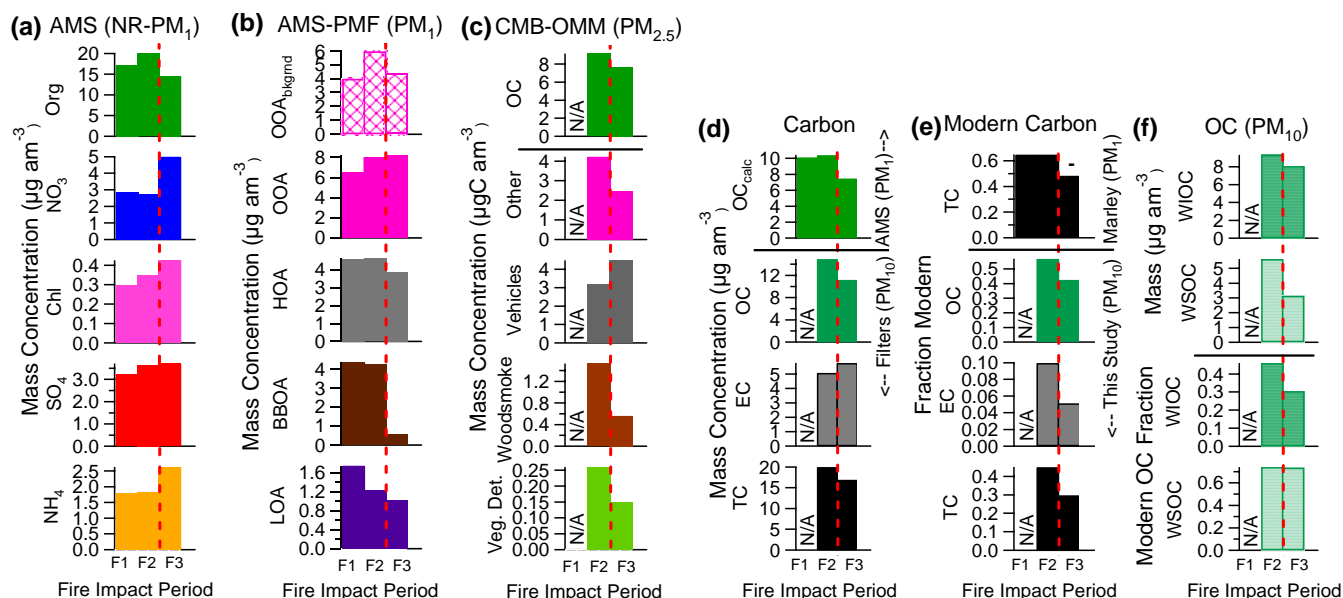 (a) AMS (NR-PM1)
Mass Concentration (µg am-3)
Org
20
15
10
5
0
NO3
5
4
3
2
1
0
Chl
0.4
0.3
0.2
0.1
0.0
SO4
3.0
2.0
1.0
0.0
NH4
2.5
2.0
1.5
1.0
0.5
0.0
F1 F2 F3
Fire Impact Period
(b) AMS-PMF (PM1)
Mass Concentration (µg am-3)
OOAbkgrnd
6
5
4
3
2
1
0
OOA
8
6
4
2
0
HOA
4
3
2
1
0
BBOA
4
3
2
1
0
LOA
1.6
1.2
0.8
0.4
0.0
F1 F2 F3
Fire Impact Period
(c) CMB-OMM (PM2.5)
Mass Concentration (µgC am-3)
OC
8
6
4
2
0
N/A
Other
4
3
2
1
0
N/A
Vehicles
4
3
2
1
0
N/A
Woodsmoke
1.2
0.8
0.4
0.0
N/A
Veg. Det.
0.25
0.20
0.15
0.10
0.05
0.00
N/A
F1 F2 F3
Fire Impact Period
(d) Carbon
Mass Concentration (µg am-3)
OCcalc
10
8
6
4
2
0
AMS (PM1)-->
OC
12
8
4
0
N/A
<-- Filters (PM10)
EC
5
4
3
2
1
0
N/A
TC
20
15
10
5
0
N/A
F1 F2 F3
Fire Impact Period
(e) Modern Carbon
Fraction Modern
TC
0.6
0.4
0.2
0.0
Marley (PM1)
-
OC
0.5
0.4
0.3
0.2
0.1
0.0
N/A
<-- This Study (PM10)
EC
0.10
0.08
0.06
0.04
0.02
0.00
N/A
TC
0.4
0.3
0.2
0.1
0.0
N/A
F1 F2 F3
Fire Impact Period
(f) OC (PM10)
Mass (µg am-3)
WIOC
8
6
4
2
0
N/A
WSOC
5
4
3
2
1
0
N/A
Modern OC Fraction
WIOC
0.4
0.3
0.2
0.1
0.0
N/A
WSOC
0.6
0.4
0.2
0.0
N/A
F1 F2 F3
Fire Impact Period